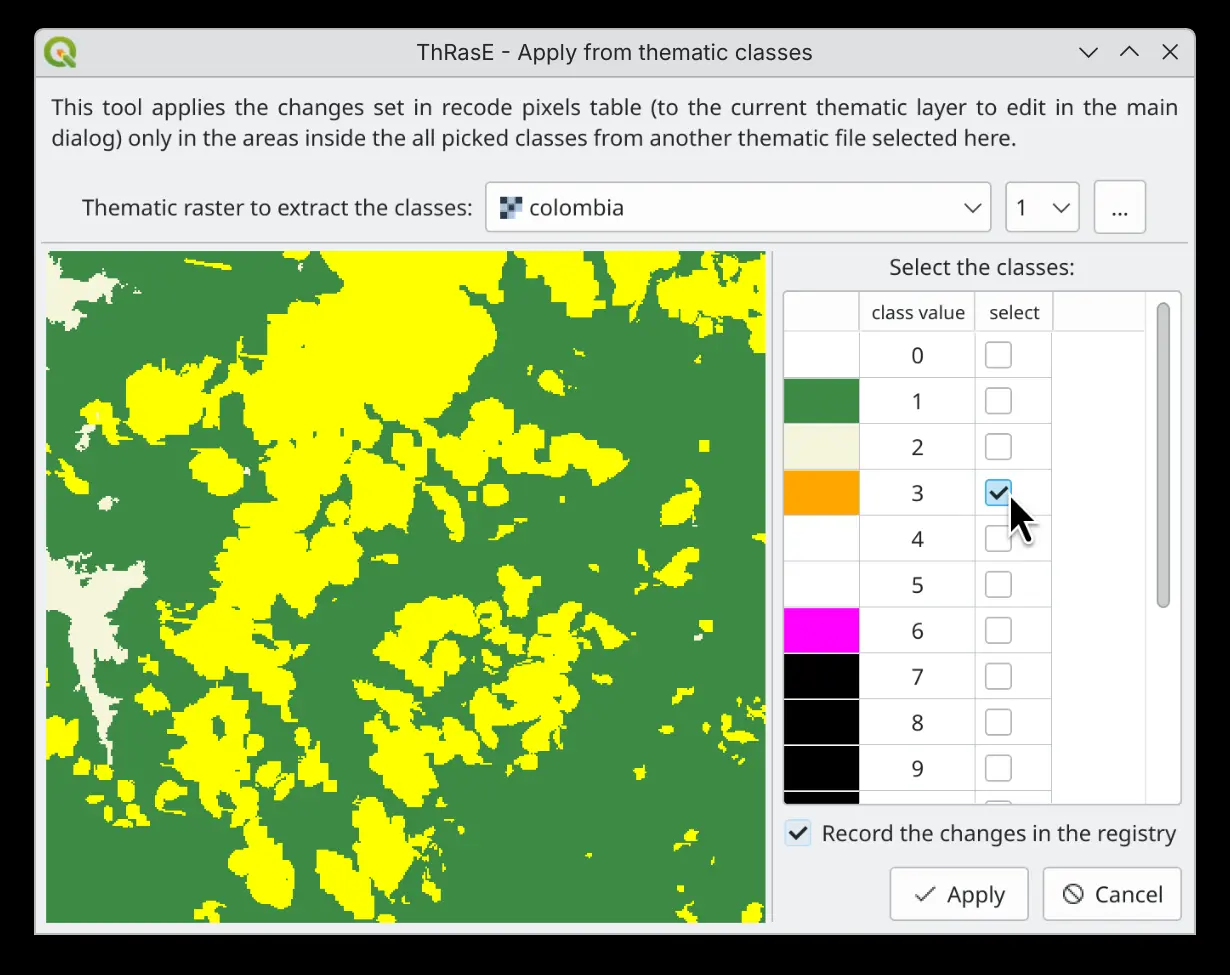 ThRasE - Apply from thematic classes
This tool applies the changes set in recode pixels table (to the current thematic layer to edit in the main
dialog) only in the areas inside the all picked classes from another thematic file selected here.
Thematic raster to extract the classes: colombia 1 ...
Select the classes:
class value select
0
1
2
3
4
5
6
7
8
9
Record the changes in the registry
Apply Cancel